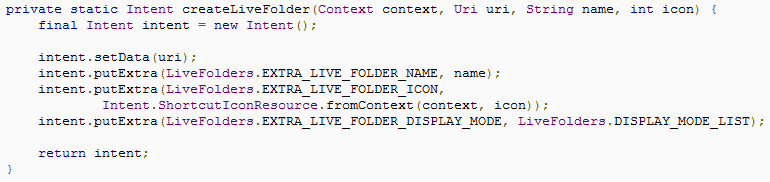 private static Intent createLiveFolder(Context context, Uri uri, String name, int icon) {
    final Intent intent = new Intent();

    intent.setData(uri);
    intent.putExtra(LiveFolders.EXTRA_LIVE_FOLDER_NAME, name);
    intent.putExtra(LiveFolders.EXTRA_LIVE_FOLDER_ICON,
            Intent.ShortcutIconResource.fromContext(context, icon));
    intent.putExtra(LiveFolders.EXTRA_LIVE_FOLDER_DISPLAY_MODE, LiveFolders.DISPLAY_MODE_LIST);

    return intent;
}